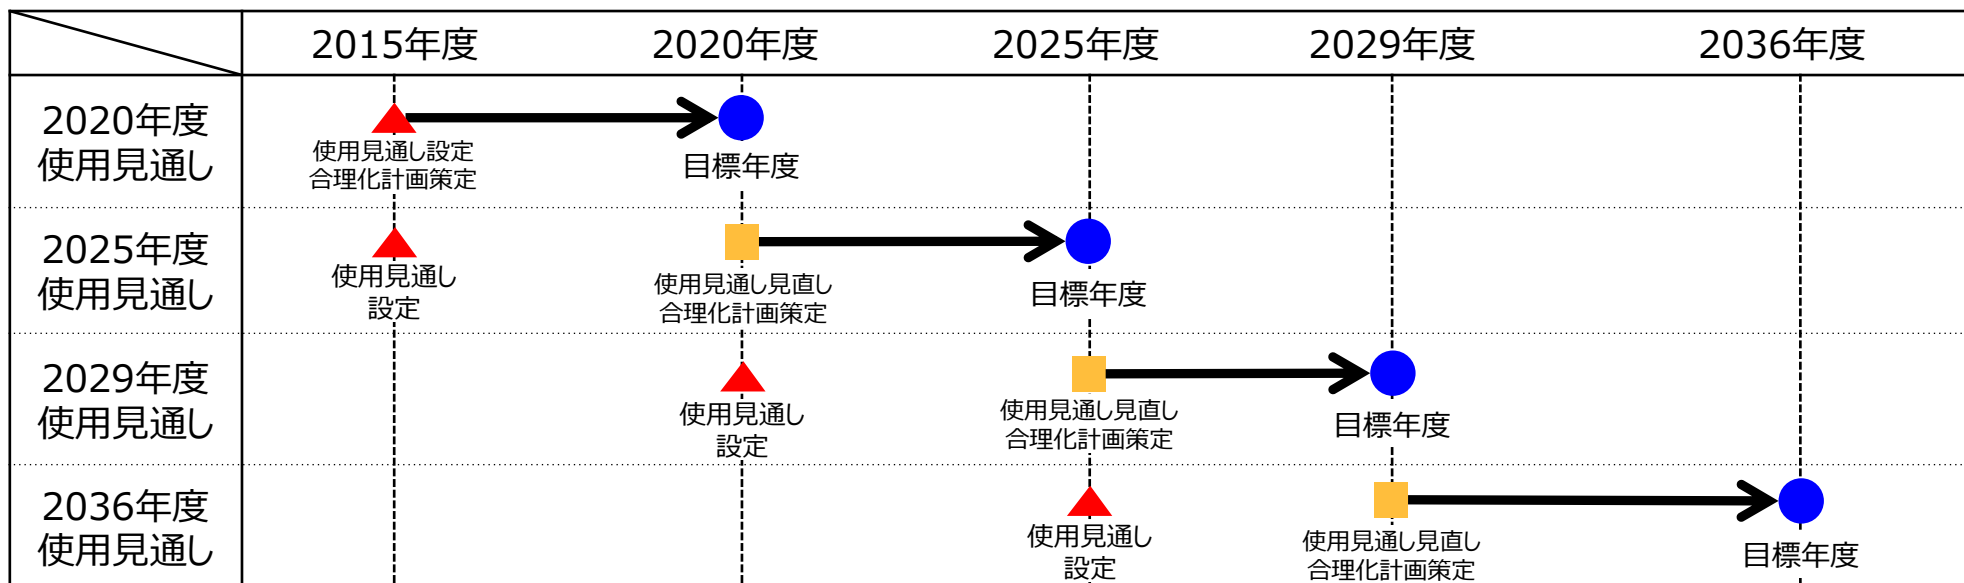 2015年度
2020年度
2025年度
2029年度
2036年度
2020年度
使用見通し
使用見通し設定
合理化計画策定
目標年度
2025年度
使用見通し
使用見通し
設定
使用見通し見直し
合理化計画策定
目標年度
2029年度
使用見通し
使用見通し
設定
使用見通し見直し
合理化計画策定
目標年度
2036年度
使用見通し
使用見通し
設定
使用見通し見直し
合理化計画策定
目標年度